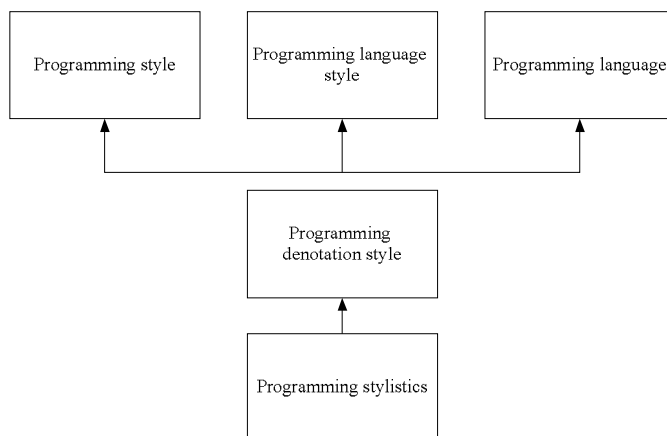 Programming style
Programming language
style
Programming language
Programming
denotation style
Programming stylistics